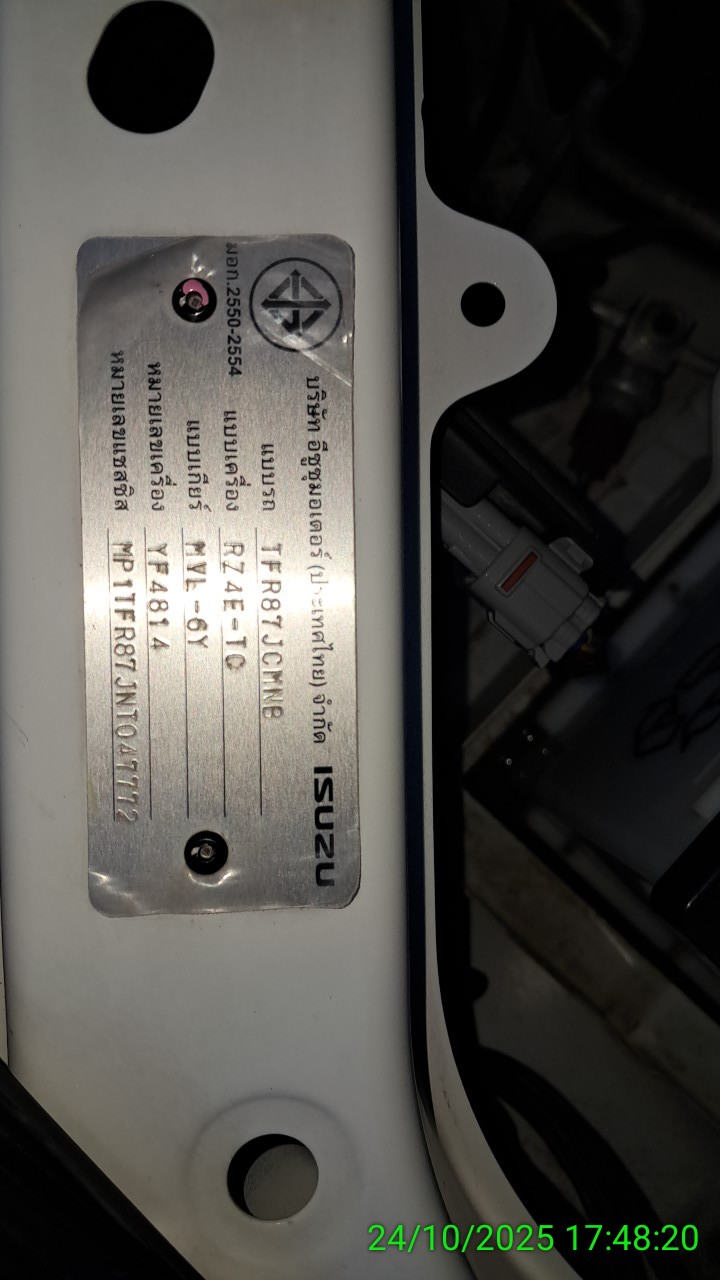 บริษัท อีซูซุมอเตอร์ (ประเทศไทย) จำกัด ISUZU
แบบรถ TFR87JCMNB
มอก.2550-2554
แบบเครื่อง RZ4E-TC
แบบเกียร์ MVL-6Y
หมายเลขเครื่อง YF4814
หมายเลขแชสซิส MP1TFR87JNT047772
24/10/2025 17:48:20